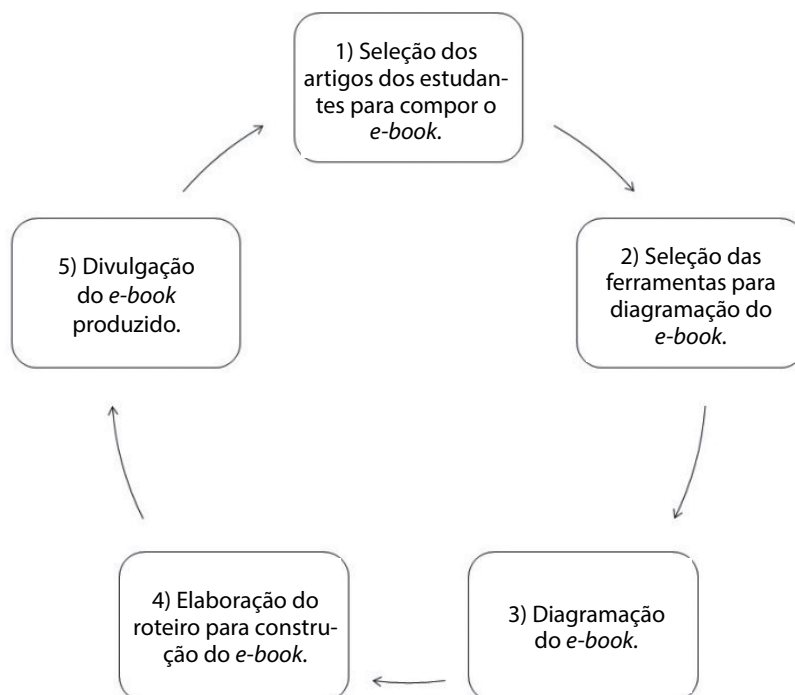 1) Seleção dos
artigos dos estudan-
tes para compor o
e-book.
2) Seleção das
ferramentas para
diagramação do
e-book.
3) Diagramação
do e-book.
4) Elaboração do
roteiro para constru-
ção do e-book.
5) Divulgação
do e-book
produzido.